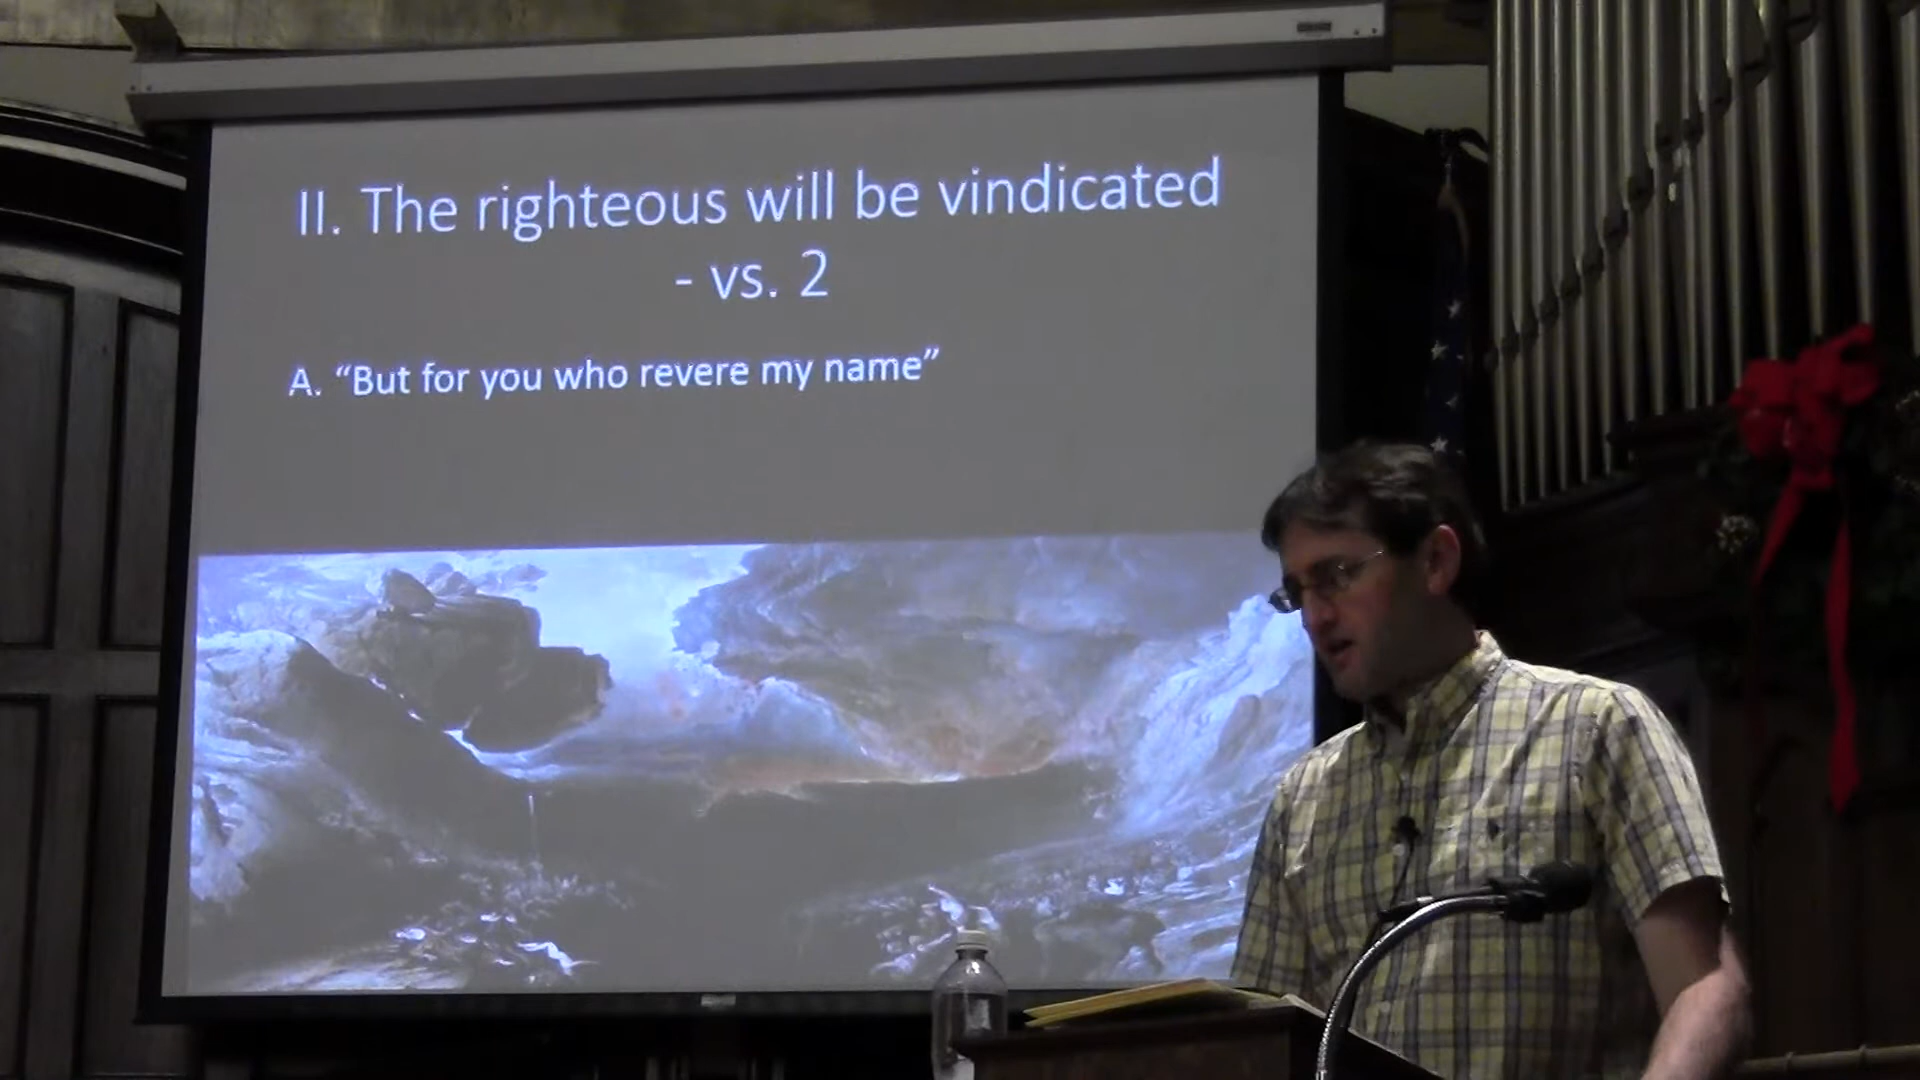 II. The righteous will be vindicated
- vs. 2
A. “But for you who revere my name”